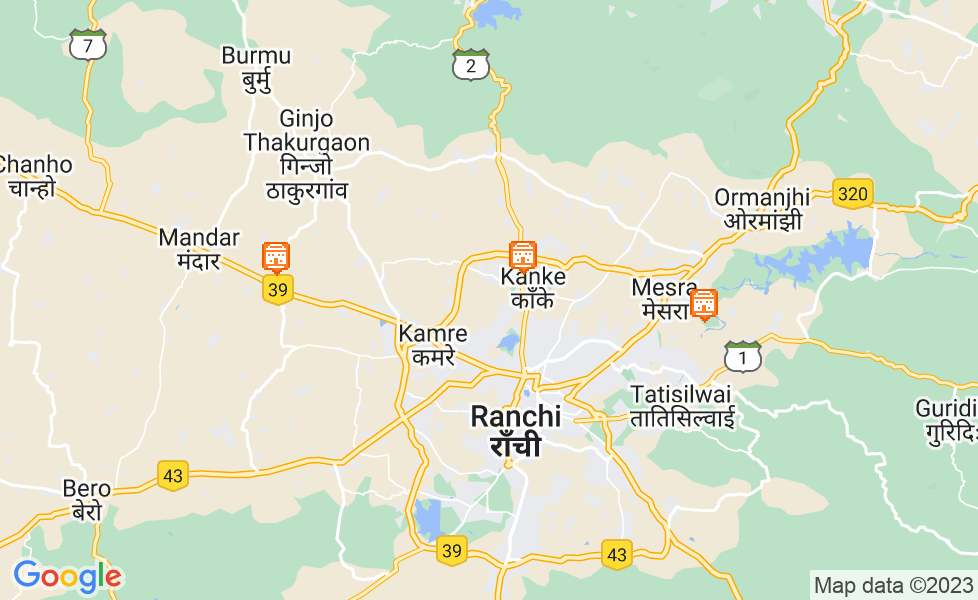 7
Burmu
बुर्मु
2
Ginjo
Thakurgaon
गिन्जो
ठाकुरगांव
Chanho
चान्हो
Ormanjhi
ओरमांझी
320
Mandar
मंदार
39
Kanke
काँके
Mesra
मेसरा
Kamre
कमरे
1
Tatisilwai
तातिसिल्वाई
Ranchi
राँची
Guridi
गुरिदि
43
Bero
बेरो
39
43
Google
Map data ©2023